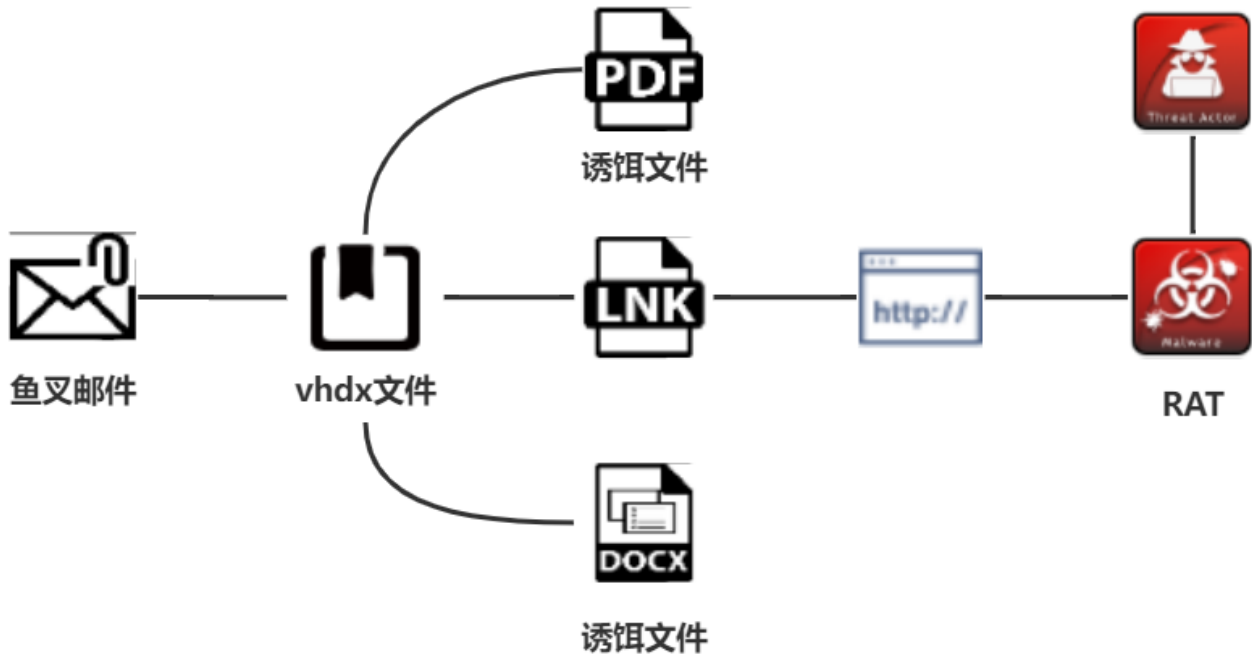 PDF
诱饵文件
Threat Actor
鱼叉邮件
vhdx文件
LNK
http://
Malware
RAT
DOCX
诱饵文件